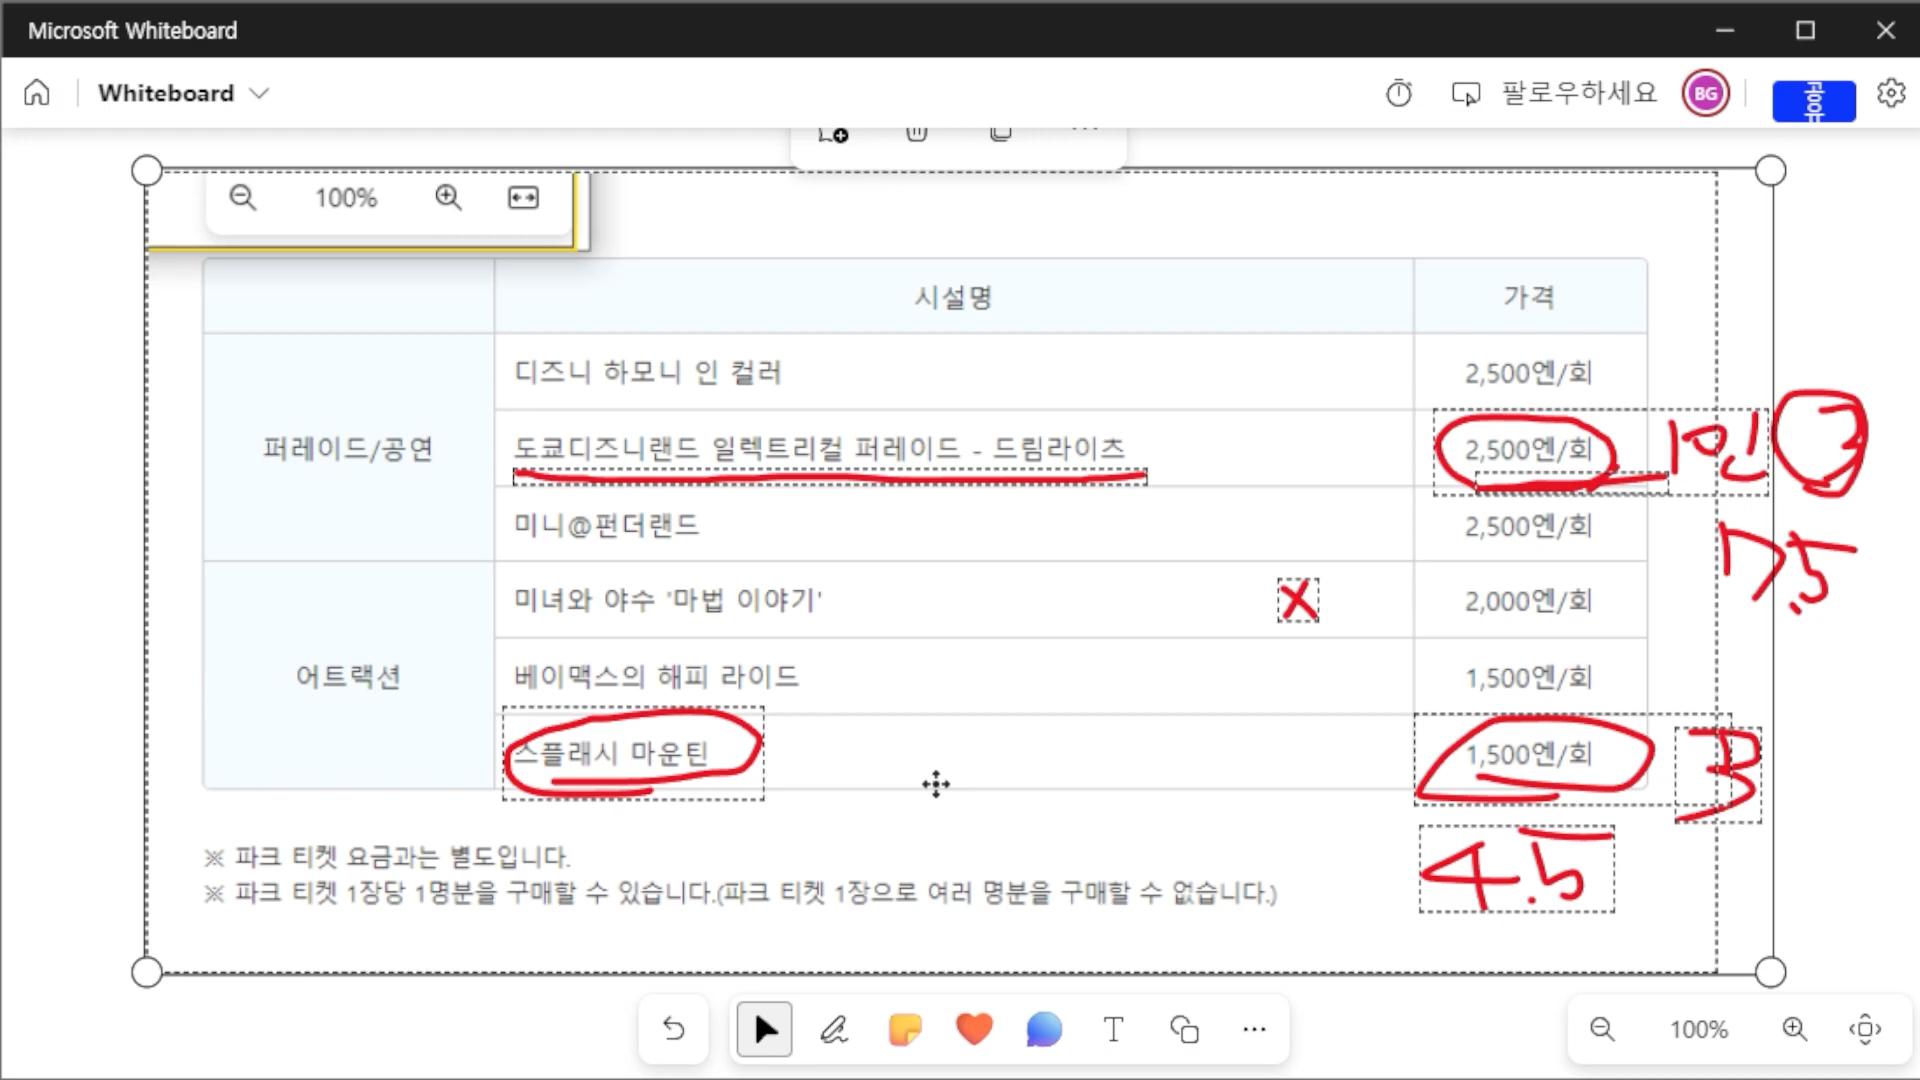 Microsoft Whiteboard
Whiteboard
팔로우하세요
BG
공유
100%
시설명 가격
퍼레이드/공연
디즈니 하모니 인 컬러 2,500엔/회
도쿄디즈니랜드 일렉트리컬 퍼레이드 - 드림라이츠 2,500엔/회 1인 3
미니@펀더랜드 2,500엔/회
7.5
어트랙션
미녀와 야수 '마법 이야기' X 2,000엔/회
베이맥스의 해피 라이드 1,500엔/회
스플래시 마운틴 1,500엔/회 3
4.5
※ 파크 티켓 요금과는 별도입니다.
※ 파크 티켓 1장당 1명분을 구매할 수 있습니다.(파크 티켓 1장으로 여러 명분을 구매할 수 없습니다.)
T
100%